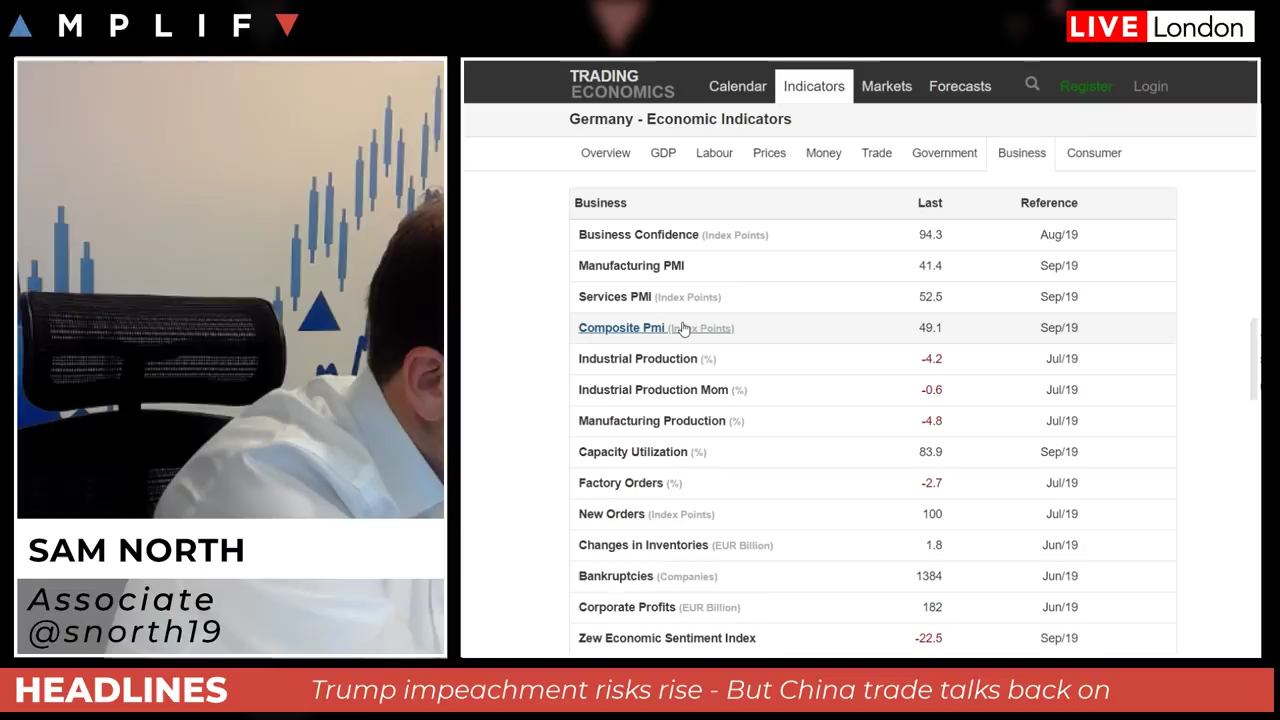 MPLIF
LIVE London
TRADING
ECONOMICS
Calendar Indicators Markets Forecasts Register Login
Germany - Economic Indicators
Overview GDP Labour Prices Money Trade Government Business Consumer
Business Last Reference
Business Confidence (Index Points) 94.3 Aug/19
Manufacturing PMI 41.4 Sep/19
Services PMI (Index Points) 52.5 Sep/19
Composite Pmi (Index Points) 49.1 Sep/19
Industrial Production (%) -4.2 Jul/19
Industrial Production Mom (%) -0.6 Jul/19
Manufacturing Production (%) -4.8 Jul/19
Capacity Utilization (%) 83.9 Sep/19
Factory Orders (%) -2.7 Jul/19
New Orders (Index Points) 100 Jul/19
Changes in Inventories (EUR Billion) 1.8 Jun/19
Bankruptcies (Companies) 1384 Jun/19
Corporate Profits (EUR Billion) 182 Jun/19
Zew Economic Sentiment Index -22.5 Sep/19
SAM NORTH
Associate
@snorth19
HEADLINES Trump impeachment risks rise - But China trade talks back on